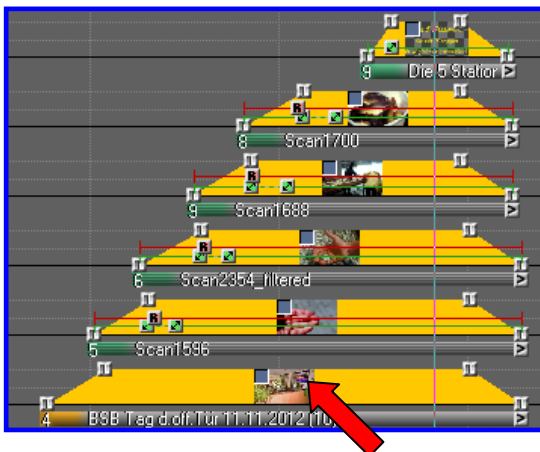 9 Die 5 Station
R
8 Scan1700
R
9 Scan1688
R
6 Scan2354_filtered
R
5 Scan1596
4 BSB Tag d.off.Tür 11.11.2012 (10)